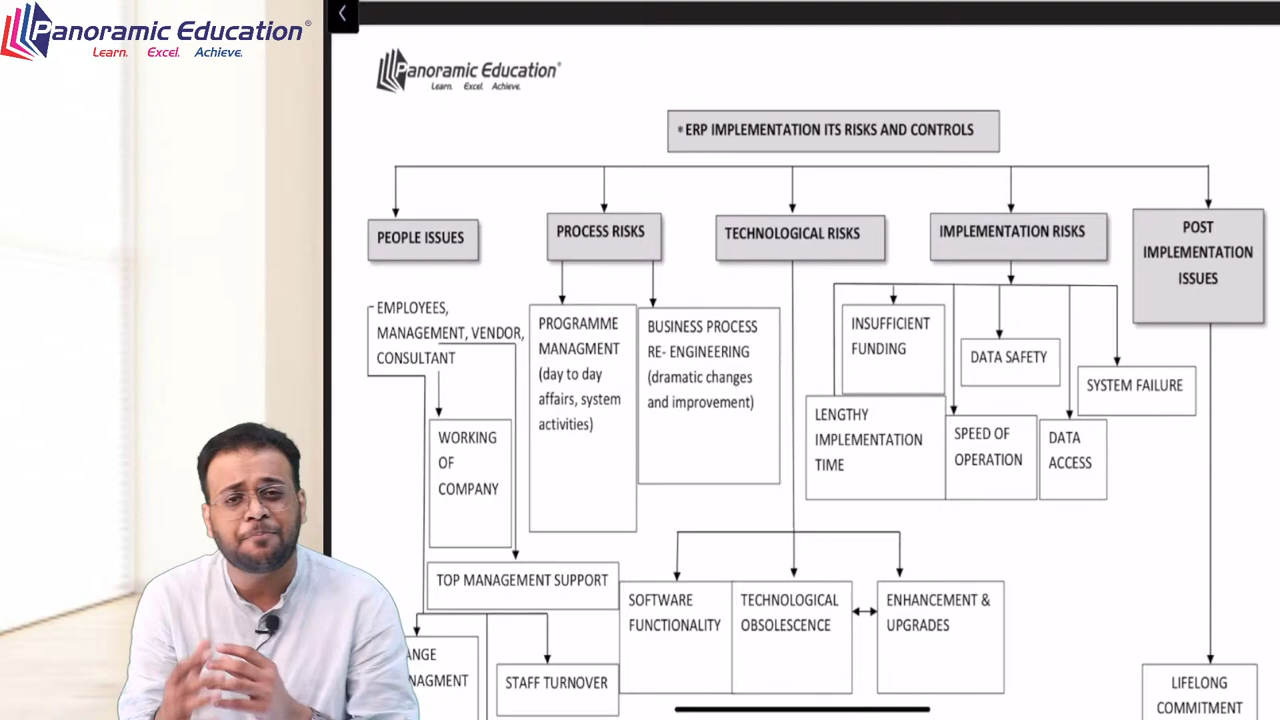 Panoramic Education®
Learn. Excel. Achieve.
Panoramic Education®
Learn. Excel. Achieve.
*ERP IMPLEMENTATION ITS RISKS AND CONTROLS
PEOPLE ISSUES
PROCESS RISKS
TECHNOLOGICAL RISKS
IMPLEMENTATION RISKS
POST
IMPLEMENTATION
ISSUES
EMPLOYEES,
MANAGEMENT, VENDOR,
CONSULTANT
PROGRAMME
MANAGMENT
(day to day
affairs, system
activities)
BUSINESS PROCESS
RE- ENGINEERING
(dramatic changes
and improvement)
INSUFFICIENT
FUNDING
DATA SAFETY
SYSTEM FAILURE
LENGTHY
IMPLEMENTATION
TIME
SPEED OF
OPERATION
DATA
ACCESS
WORKING
OF
COMPANY
TOP MANAGEMENT SUPPORT
SOFTWARE
FUNCTIONALITY
TECHNOLOGICAL
OBSOLESCENCE
ENHANCEMENT &
UPGRADES
STAFF TURNOVER
LIFELONG
COMMITMENT